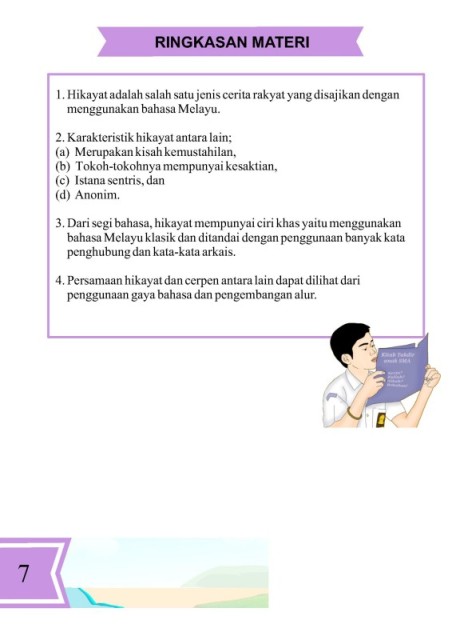 RINGKASAN MATERI
1. Hikayat adalah salah satu jenis cerita rakyat yang disajikan dengan
menggunakan bahasa Melayu.
2. Karakteristik hikayat antara lain;
(a) Merupakan kisah kemustahilan,
(b) Tokoh-tokohnya mempunyai kesaktian,
(c) Istana sentris, dan
(d) Anonim.
3. Dari segi bahasa, hikayat mempunyai ciri khas yaitu menggunakan
bahasa Melayu klasik dan ditandai dengan penggunaan banyak kata
penghubung dan kata-kata arkais.
4. Persamaan hikayat dan cerpen antara lain dapat dilihat dari
penggunaan gaya bahasa dan pengembangan alur.
Kisah
untuk SMA
7